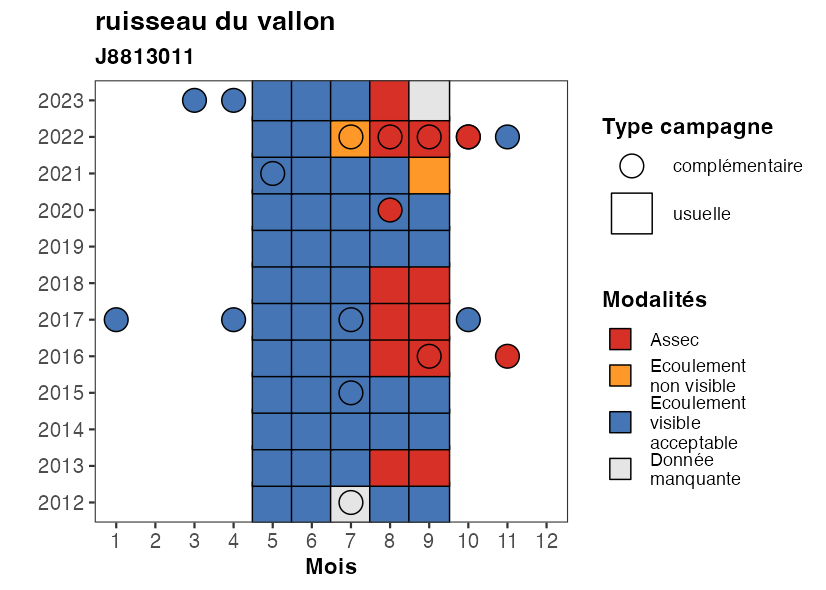 ruisseau du vallon
J8813011
2023
2022
2021
2020
2019
2018
2017
2016
2015
2014
2013
2012
1 2 3 4 5 6 7 8 9 10 11 12
Mois
Type campagne
complémentaire
usuelle
Modalités
Assec
Ecoulement
non visible
Ecoulement
visible
acceptable
Donnée
manquante